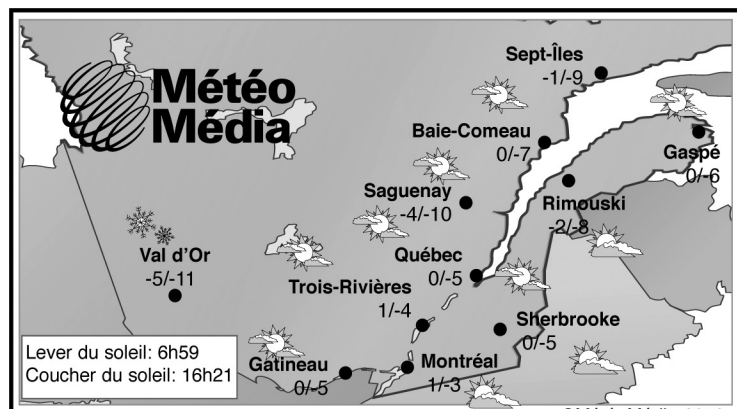 Météo
Média
Sept-Îles
-1/-9
Baie-Comeau
0/-7
Gaspé
0/-6
Saguenay
-4/-10
Rimouski
-2/-8
Val d'Or
-5/-11
Québec
0/-5
Trois-Rivières
1/-4
Sherbrooke
0/-5
Gatineau
0/-5
Montréal
1/-3
Lever du soleil: 6h59
Coucher du soleil: 16h21